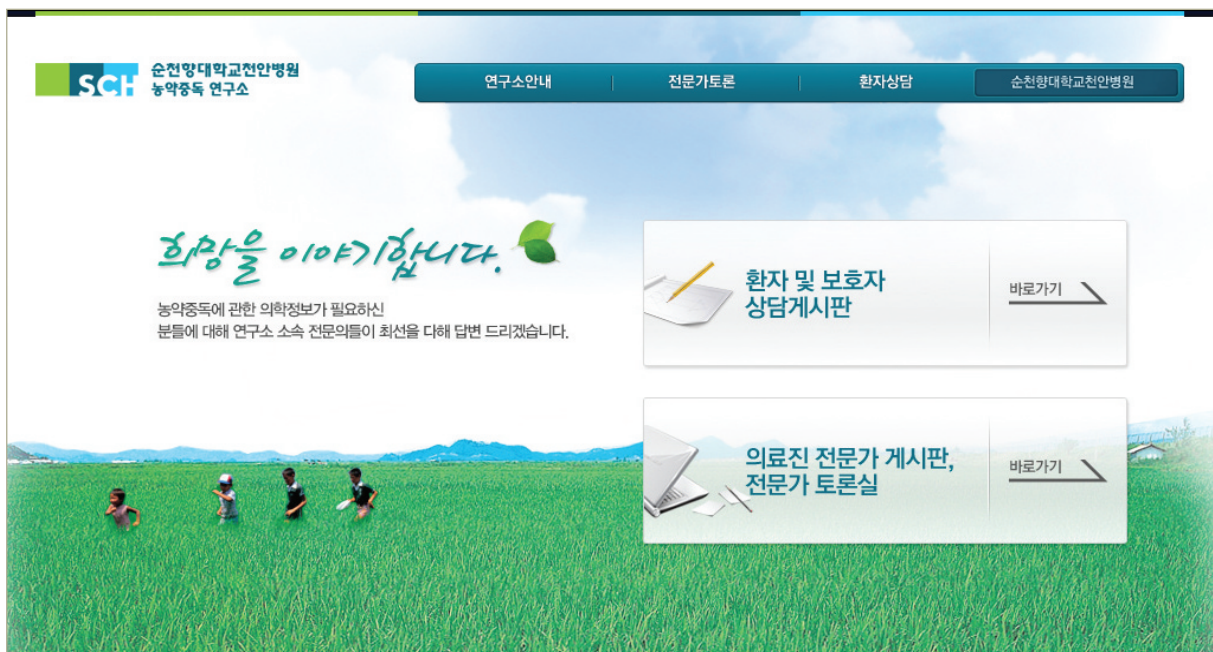 SCH
순천향대학교천안병원
농약중독 연구소
연구소안내
전문가토론
환자상담
순천향대학교천안병원
희망을 이야기합니다.
농약중독에 관한 의학정보가 필요하신
분들에 대해 연구소 소속 전문의들이 최선을 다해 답변 드리겠습니다.
환자 및 보호자
상담게시판
바로가기
의료진 전문가 게시판,
전문가 토론실
바로가기